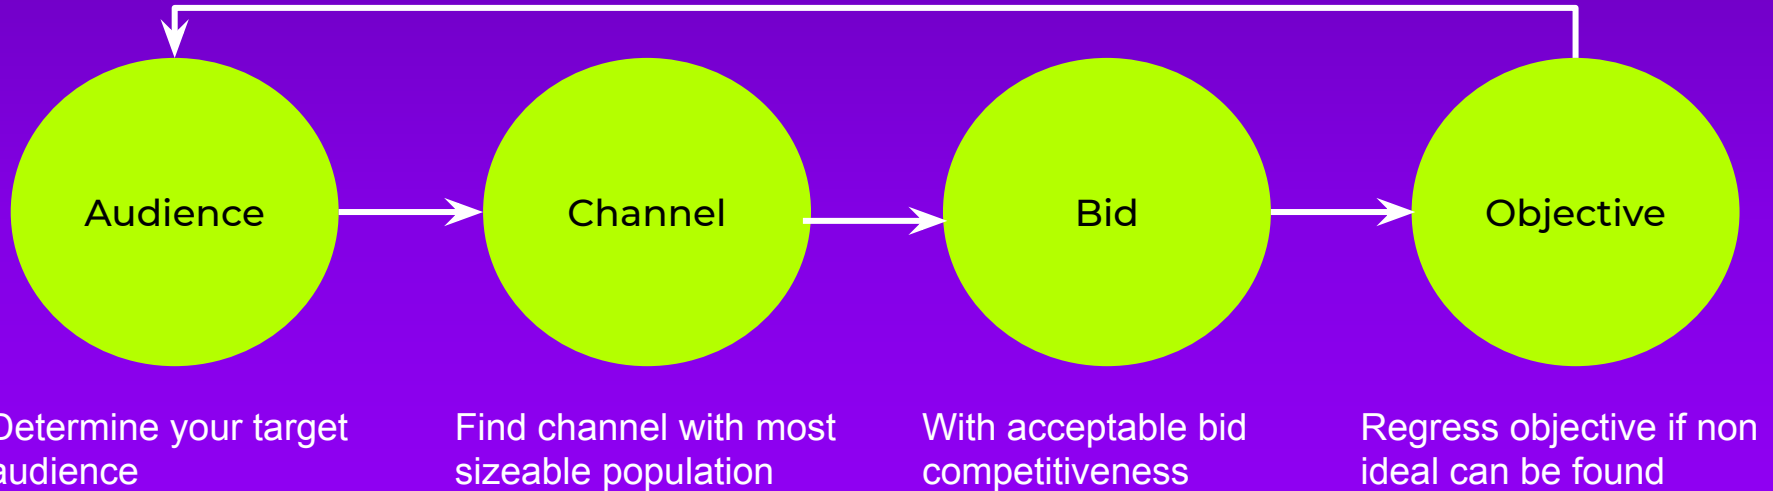 Audience
Channel
Bid
Objective
Determine your target
audience
Find channel with most
sizeable population
With acceptable bid
competitiveness
Regress objective if non
ideal can be found